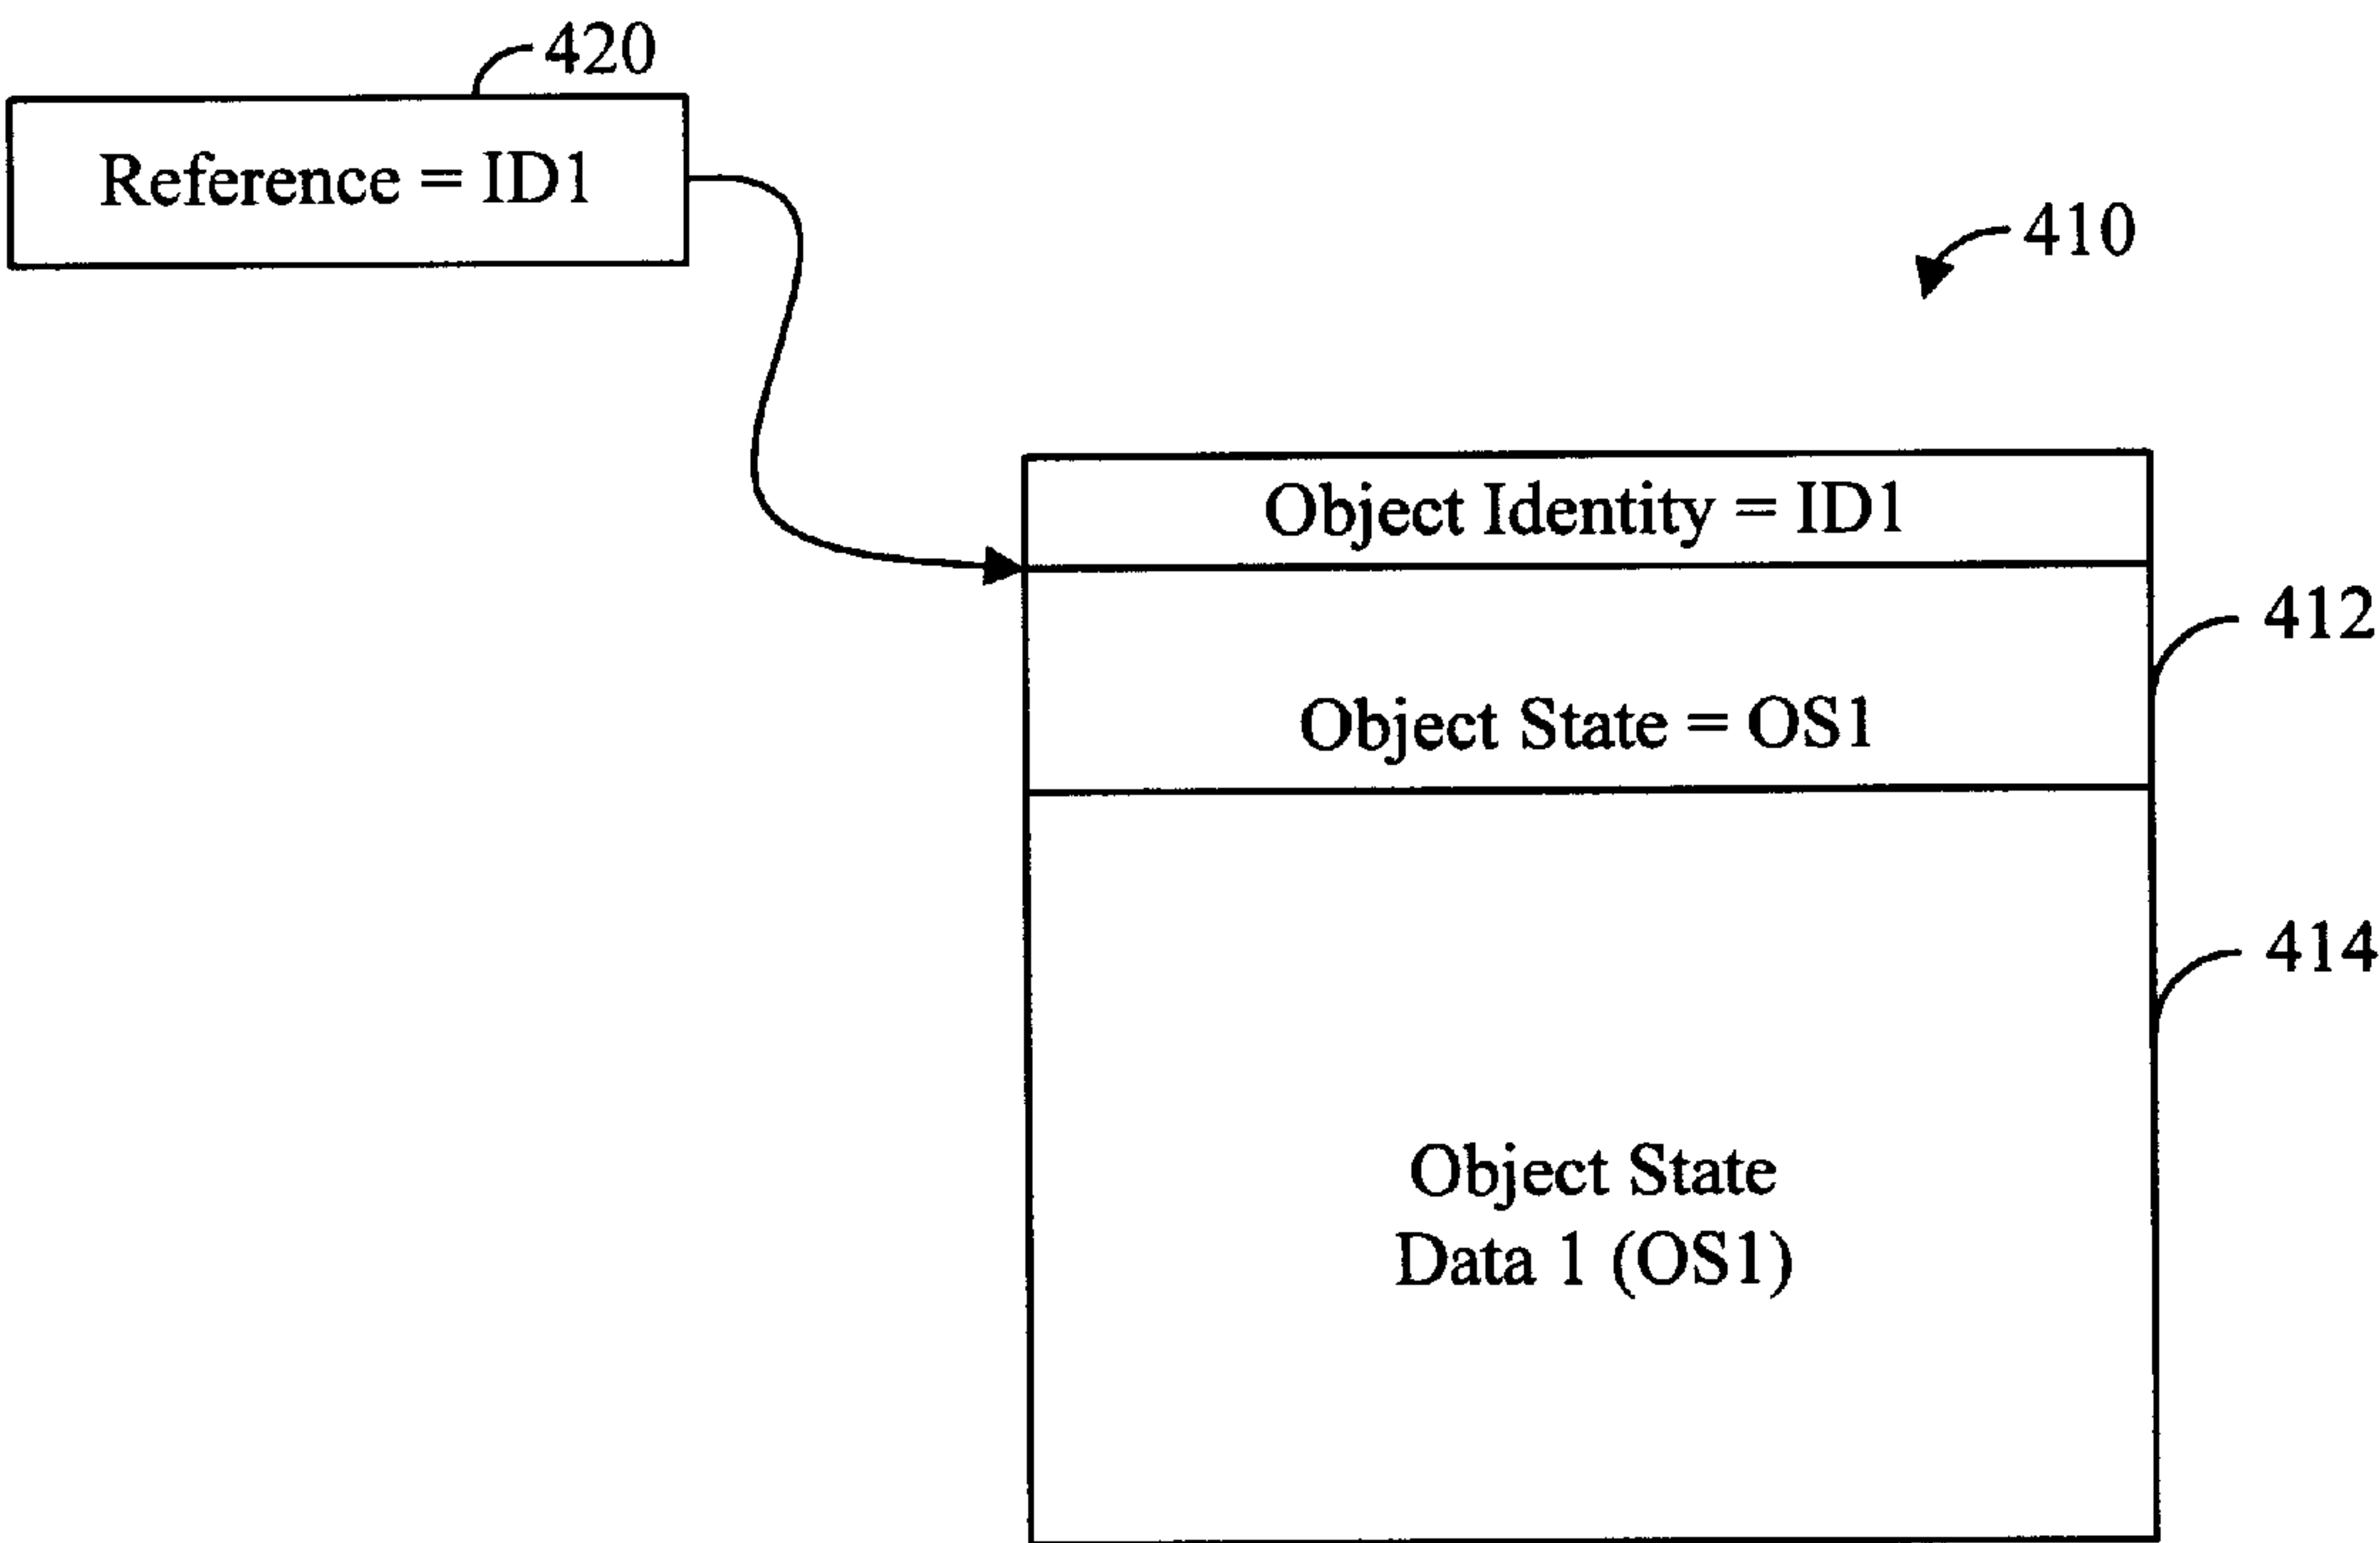 420
Reference = ID1
410
Object Identity = ID1
412
Object State = OS1
414
Object State
Data 1 (OS1)